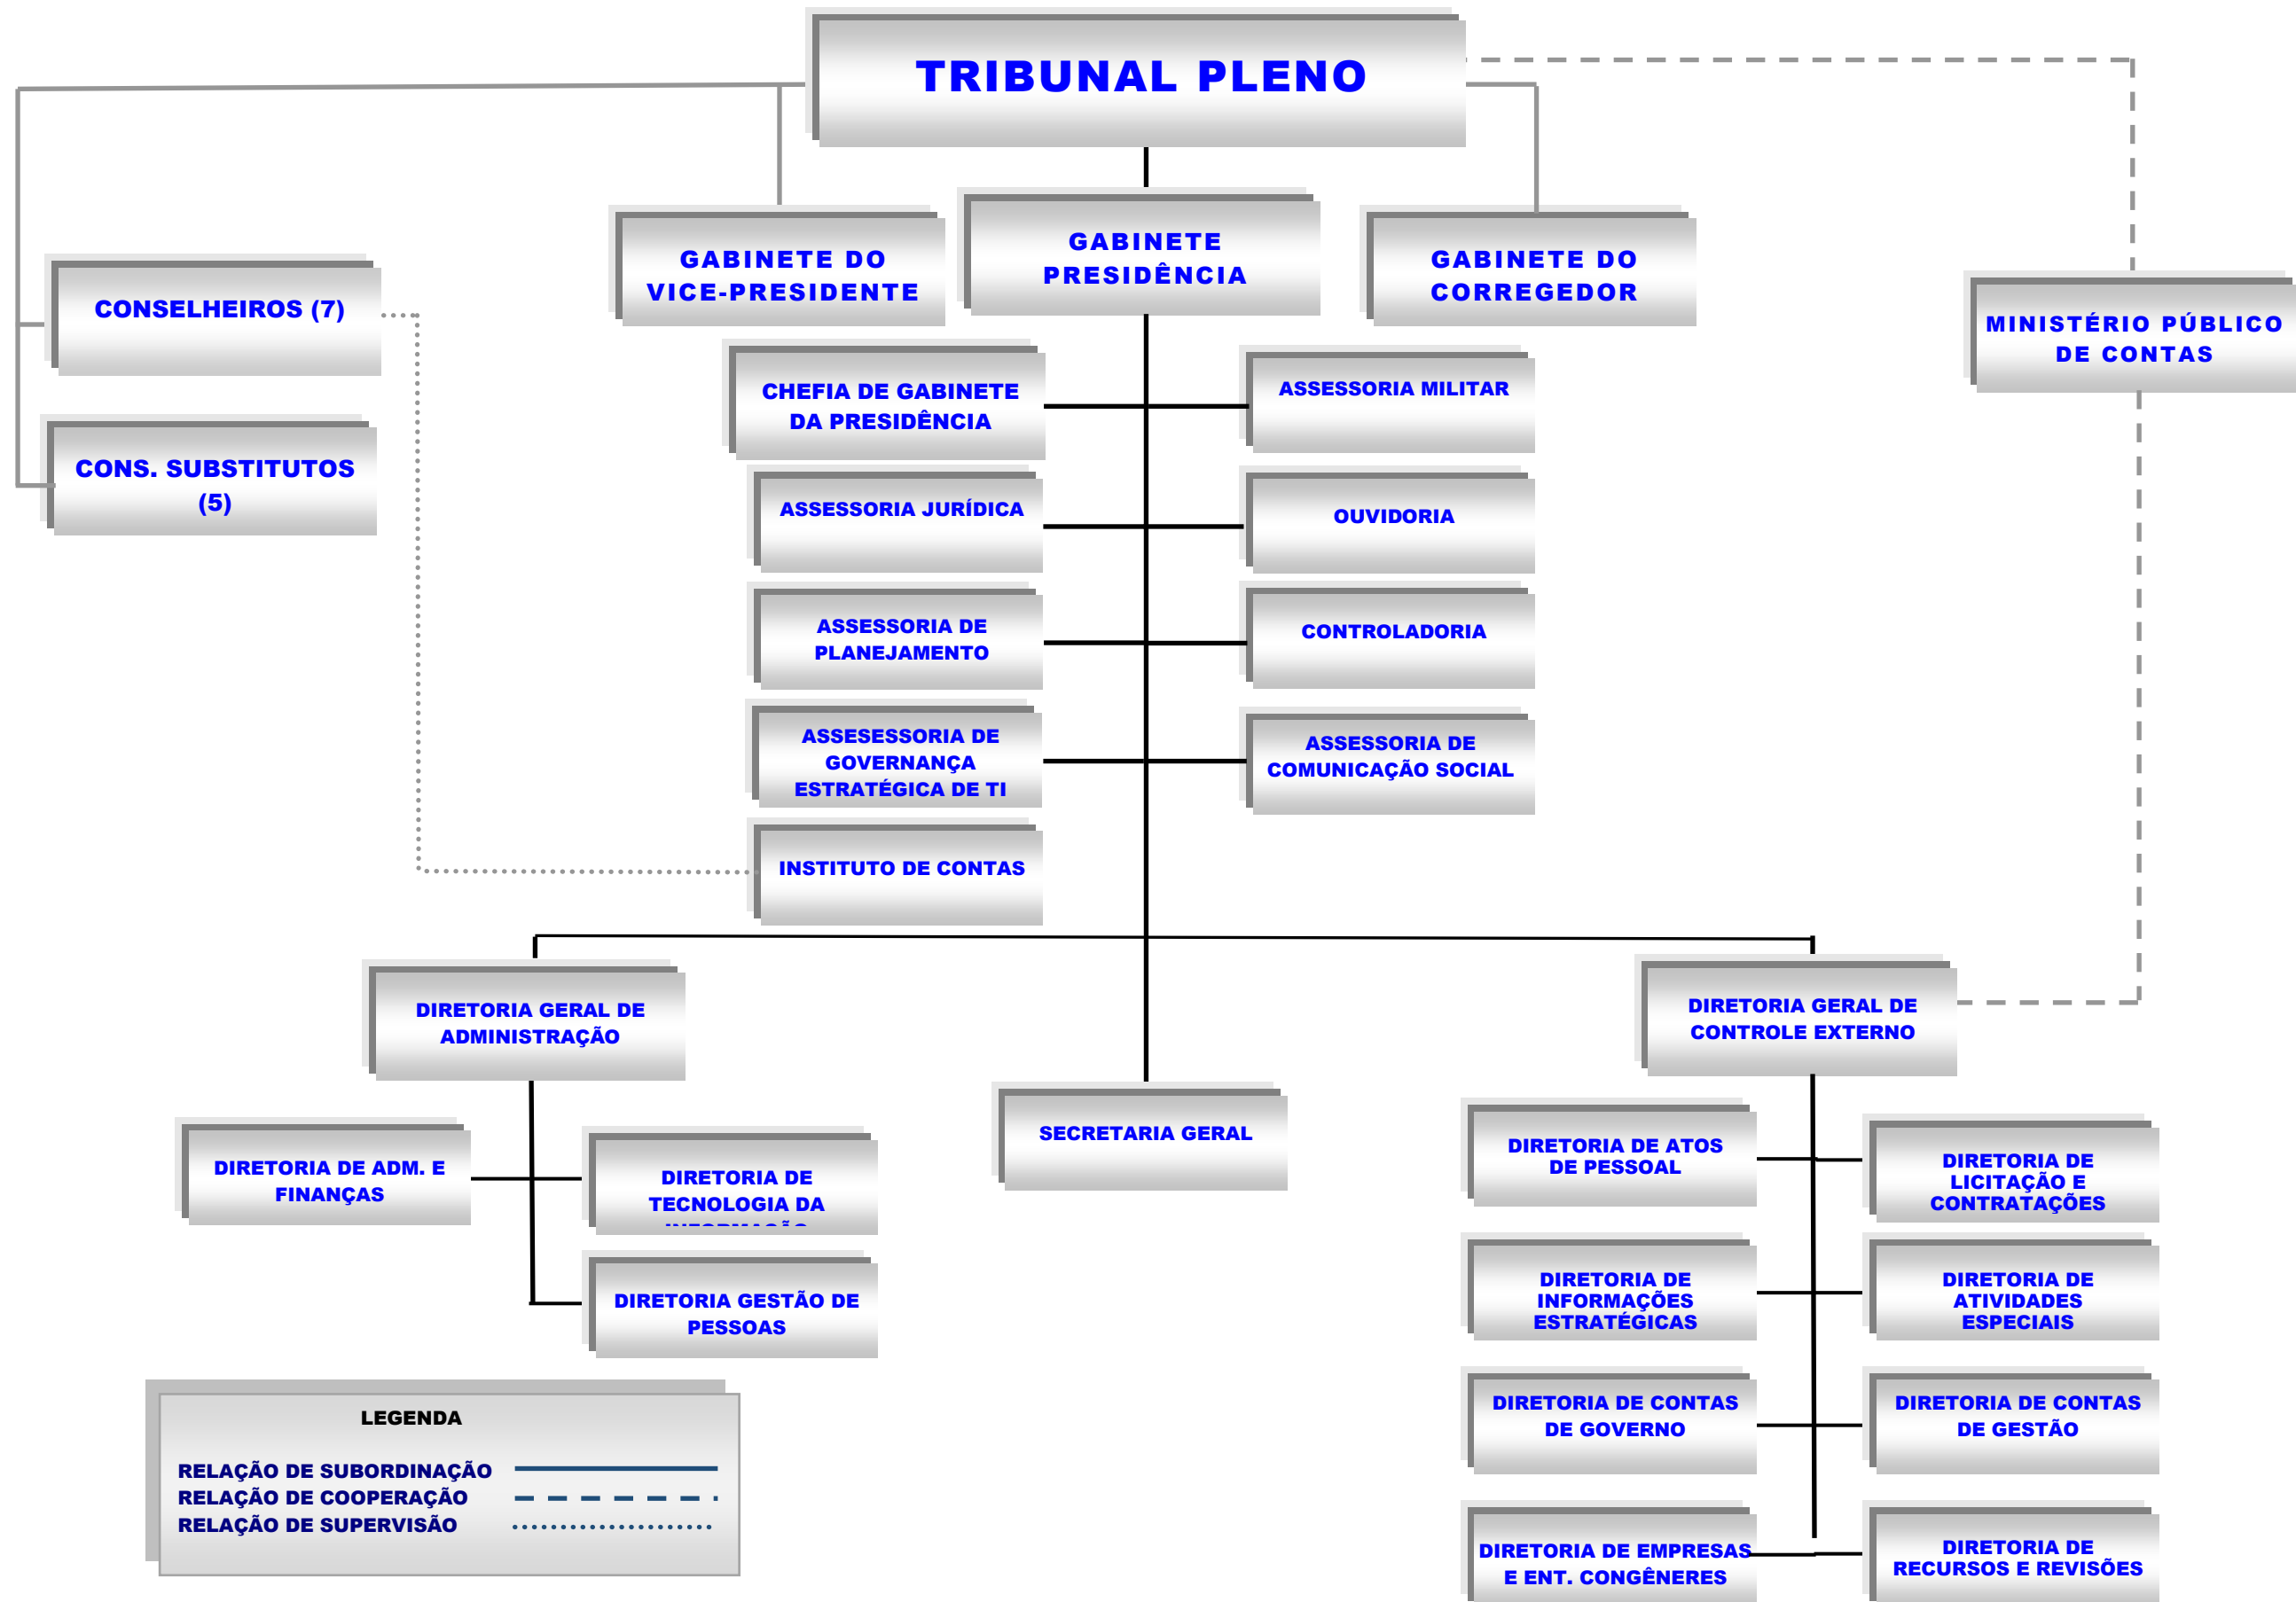 TRIBUNAL PLENO
GABINETE DO
VICE-PRESIDENTE
GABINETE
PRESIDÊNCIA
GABINETE DO
CORREGEDOR
CONSELHEIROS (7)
MINISTÉRIO PÚBLICO
DE CONTAS
CONS. SUBSTITUTOS
(5)
CHEFIA DE GABINETE
DA PRESIDÊNCIA
ASSESSORIA MILITAR
ASSESSORIA JURÍDICA
OUVIDORIA
ASSESSORIA DE
PLANEJAMENTO
CONTROLADORIA
ASSESESSORIA DE
GOVERNANÇA
ESTRATÉGICA DE TI
ASSESSORIA DE
COMUNICAÇÃO SOCIAL
INSTITUTO DE CONTAS
DIRETORIA GERAL DE
ADMINISTRAÇÃO
DIRETORIA GERAL DE
CONTROLE EXTERNO
SECRETARIA GERAL
DIRETORIA DE ADM. E
FINANÇAS
DIRETORIA DE
TECNOLOGIA DA
DIRETORIA GESTÃO DE
PESSOAS
DIRETORIA DE ATOS
DE PESSOAL
DIRETORIA DE
LICITAÇÃO E
CONTRATAÇÕES
DIRETORIA DE
INFORMAÇÕES
ESTRATÉGICAS
DIRETORIA DE
ATIVIDADES
ESPECIAIS
DIRETORIA DE CONTAS
DE GOVERNO
DIRETORIA DE CONTAS
DE GESTÃO
DIRETORIA DE EMPRESAS
E ENT. CONGÊNERES
DIRETORIA DE
RECURSOS E REVISÕES
LEGENDA
RELAÇÃO DE SUBORDINAÇÃO
RELAÇÃO DE COOPERAÇÃO
RELAÇÃO DE SUPERVISÃO